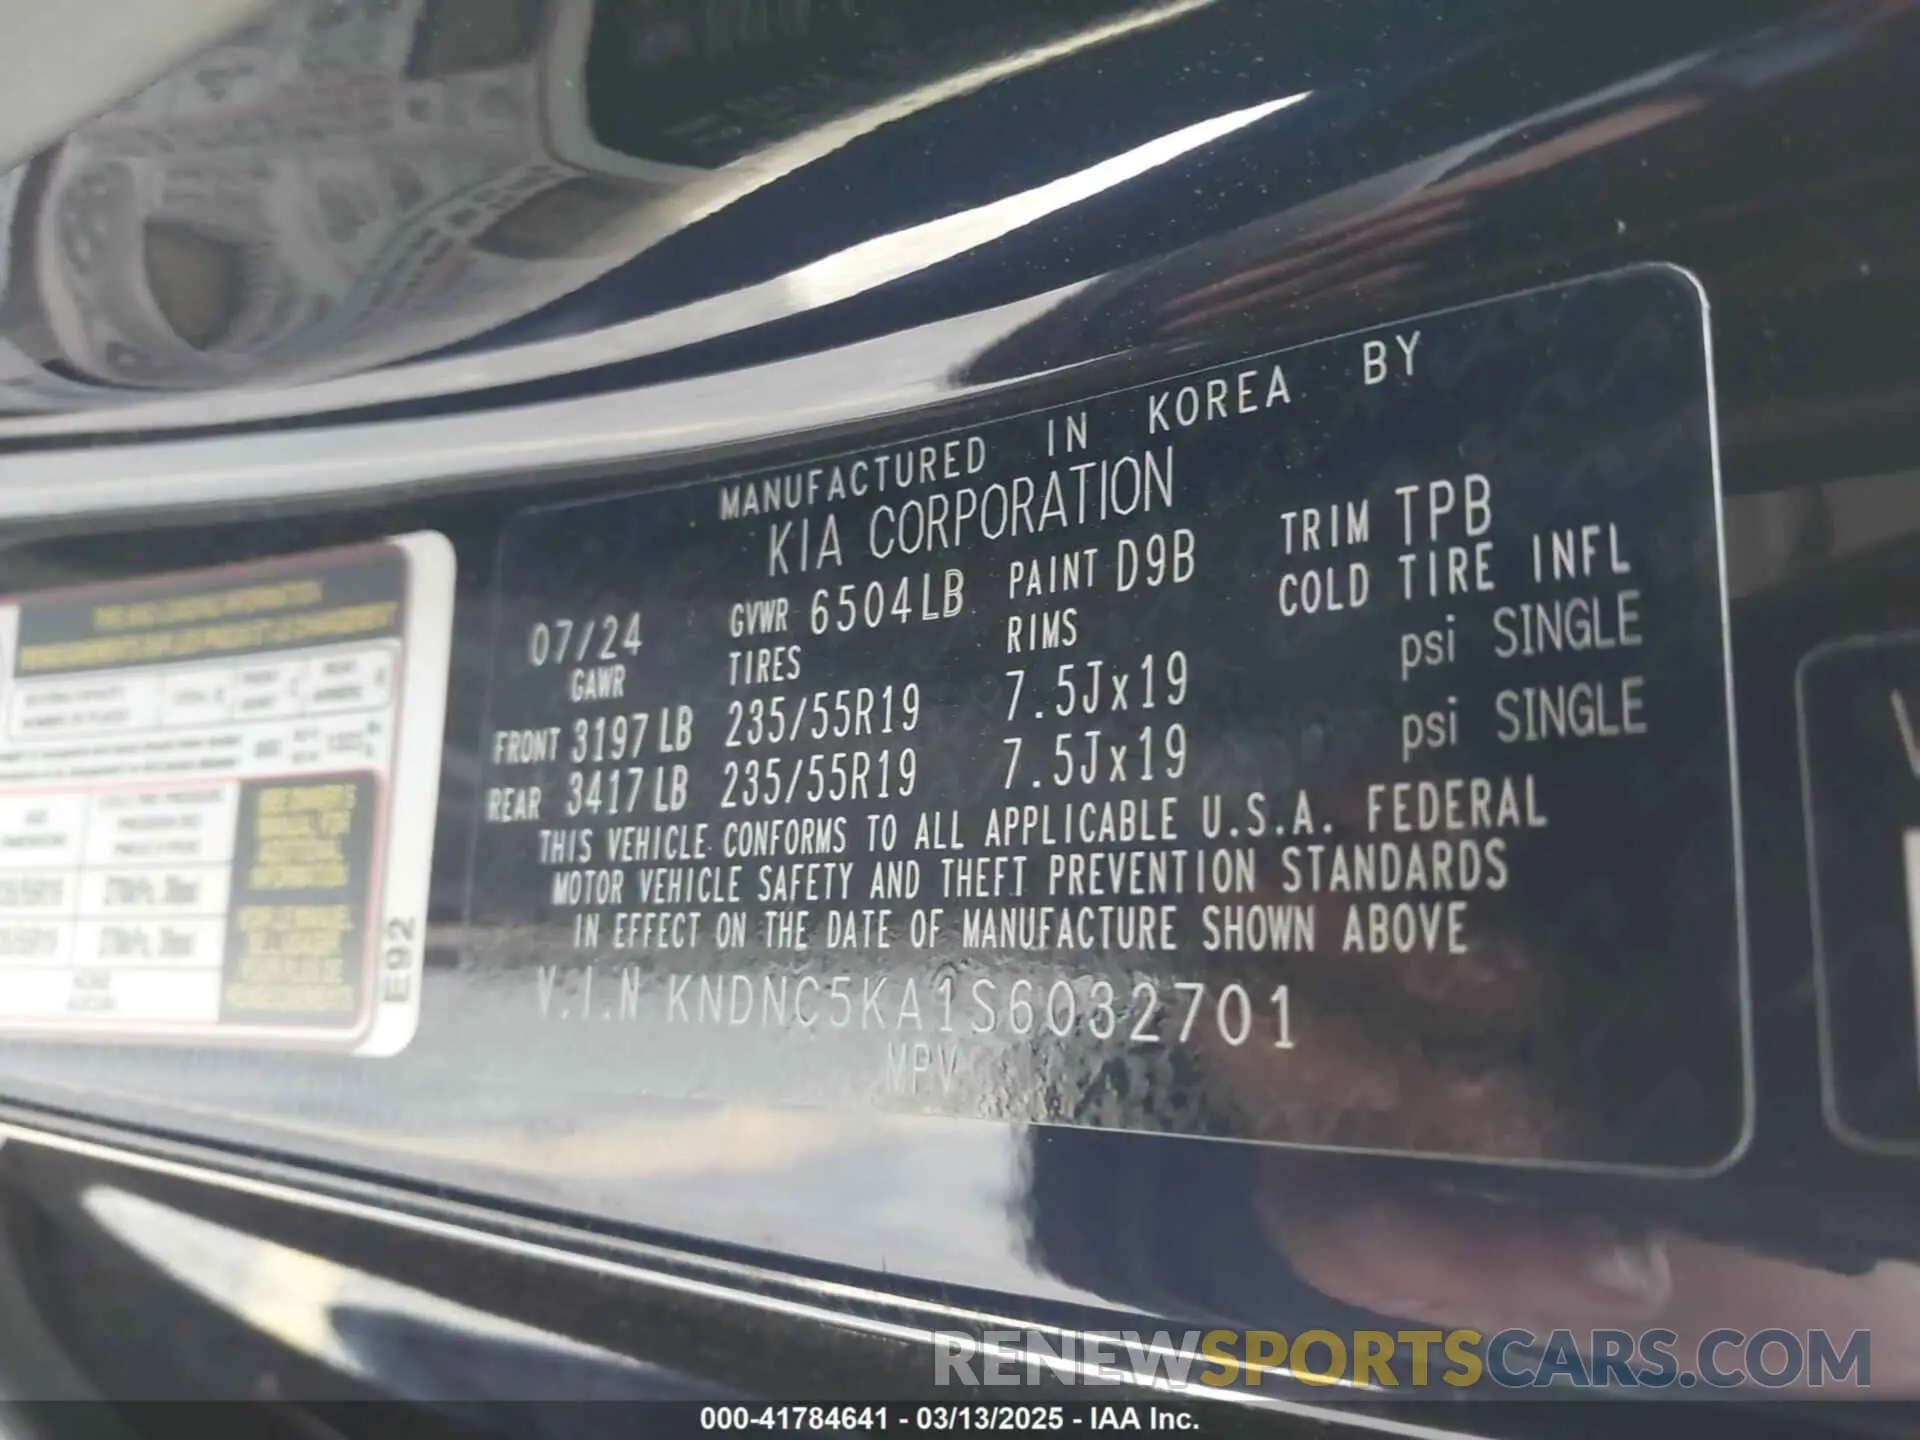 MANUFACTURED IN KOREA BY
KIA CORPORATION
07/24 GVWR 6504LB PAINT D9B TRIM TPB
GAWR TIRES RIMS COLD TIRE INFL
FRONT 3197 LB 235/55R19 7.5Jx19 psi SINGLE
REAR 3417 LB 235/55R19 7.5Jx19 psi SINGLE
THIS VEHICLE CONFORMS TO ALL APPLICABLE U.S.A. FEDERAL
MOTOR VEHICLE SAFETY AND THEFT PREVENTION STANDARDS
IN EFFECT ON THE DATE OF MANUFACTURE SHOWN ABOVE
V.I.N KNDNC5KA1S6032701
MPV
E92
RENEWSPORTSCARS.COM
000-41784641 - 03/13/2025 - IAA Inc.